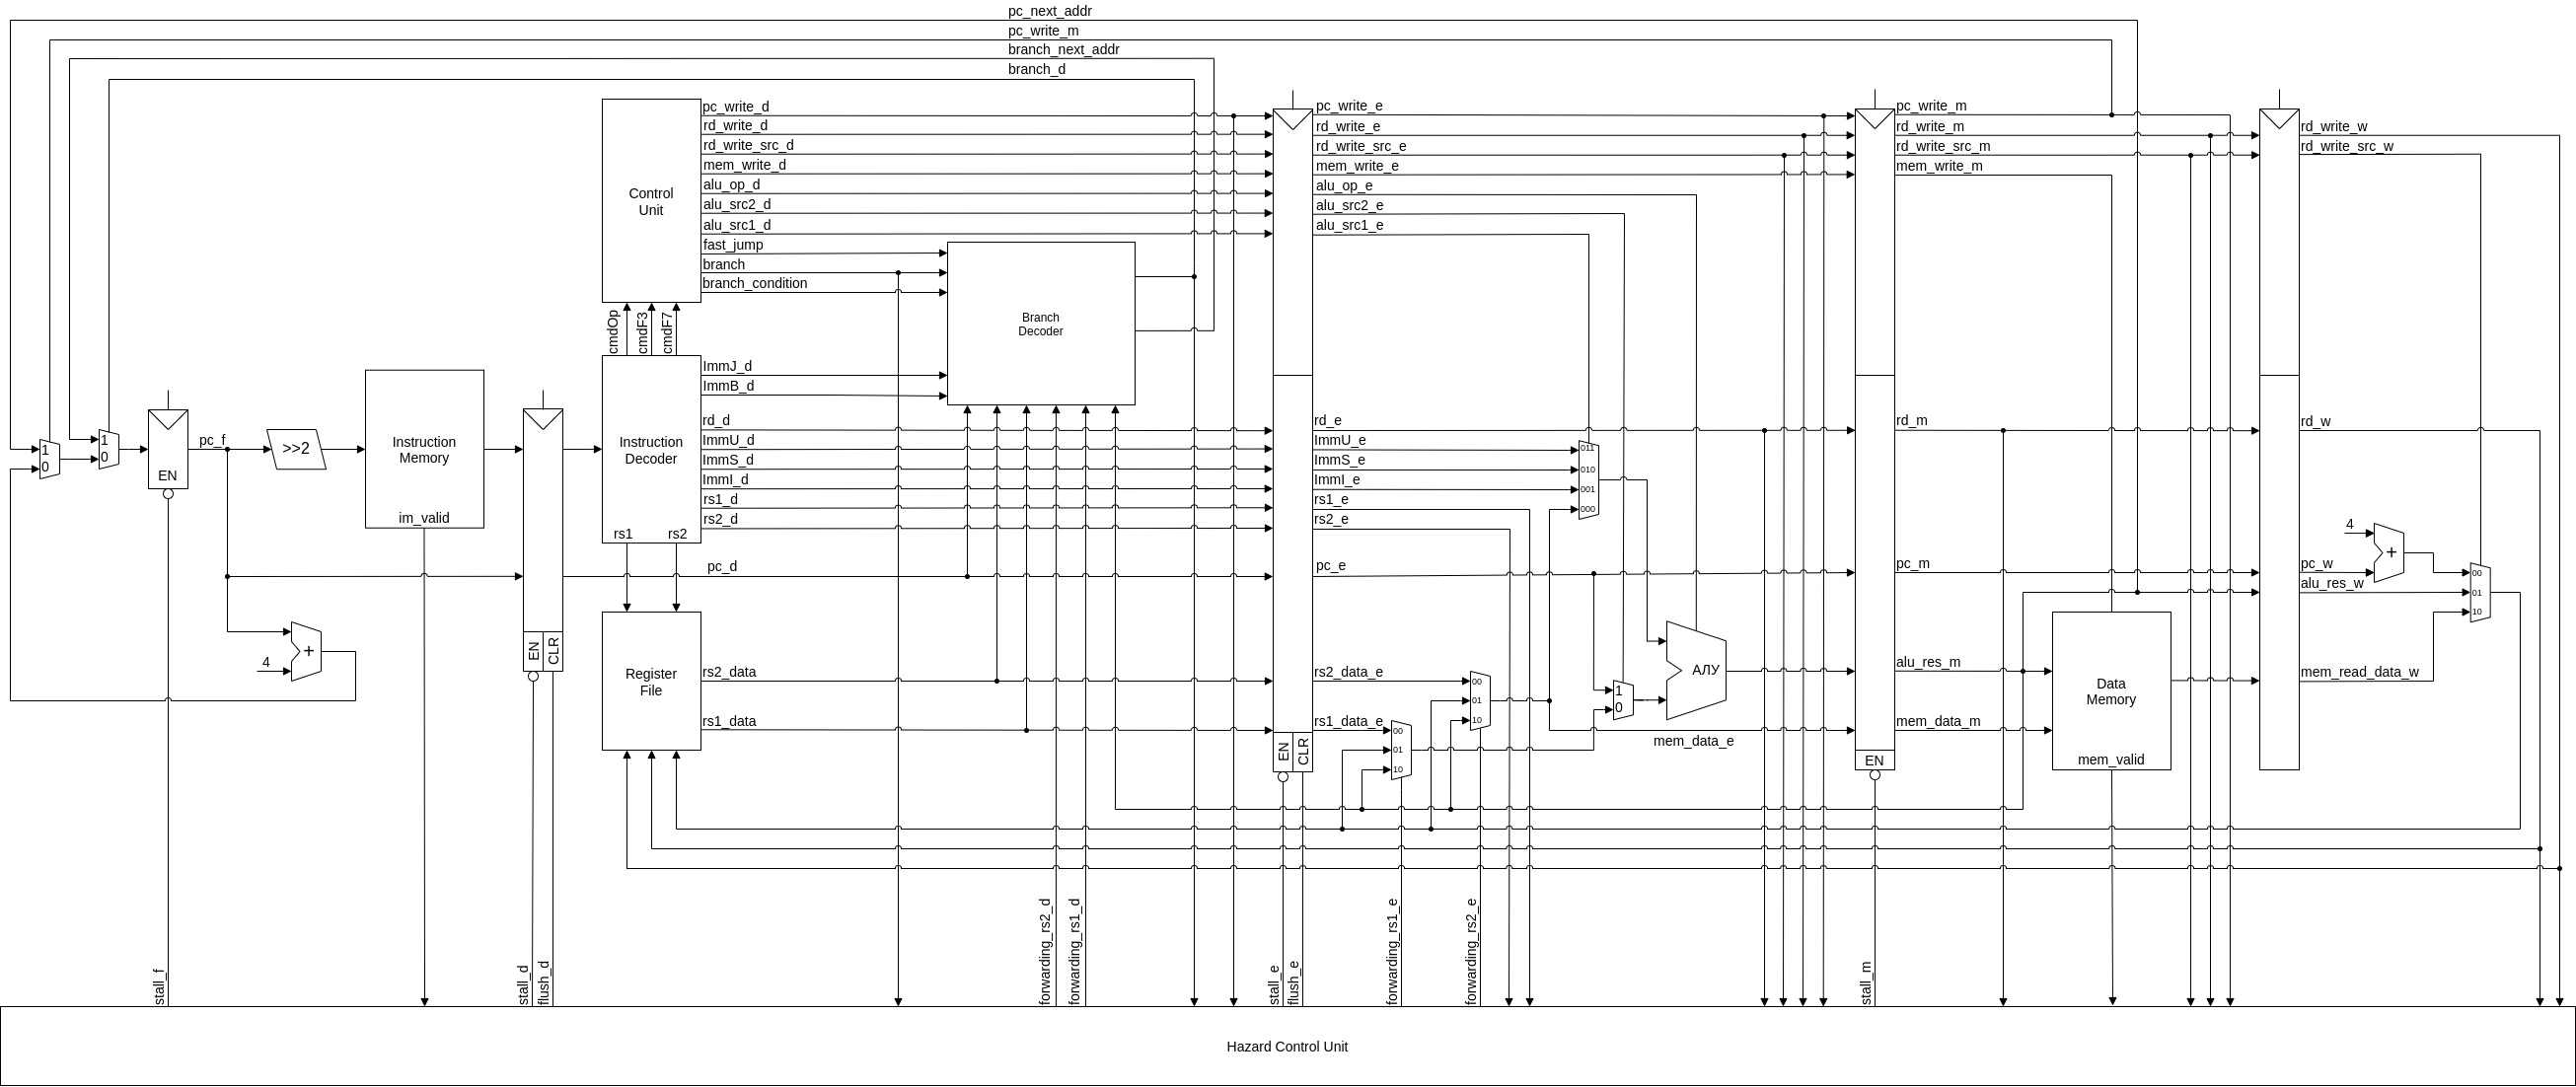 pc_next_addr
pc_write_m
branch_next_addr
branch_d
Control
Unit
pc_write_d
rd_write_d
rd_write_src_d
mem_write_d
alu_op_d
alu_src2_d
alu_src1_d
fast_jump
branch
branch_condition
cmdOp
cmdF3
cmdF7
Branch
Decoder
pc_write_e
rd_write_e
rd_write_src_e
mem_write_e
alu_op_e
alu_src2_e
alu_src1_e
pc_write_m
rd_write_m
rd_write_src_m
mem_write_m
rd_write_w
rd_write_src_w
1
0
1
0
EN
pc_f
>>2
Instruction
Memory
im_valid
4
+
EN
CLR
Instruction
Decoder
rs1
rs2
ImmJ_d
ImmB_d
rd_d
ImmU_d
ImmS_d
ImmI_d
rs1_d
rs2_d
pc_d
Register
File
rs2_data
rs1_data
EN
CLR
rd_e
ImmU_e
ImmS_e
ImmI_e
rs1_e
rs2_e
pc_e
rs2_data_e
rs1_data_e
00
01
10
00
01
10
011
010
001
000
1
0
АЛУ
mem_data_e
EN
rd_m
pc_m
alu_res_m
mem_data_m
Data
Memory
mem_valid
rd_w
4
+
pc_w
alu_res_w
mem_read_data_w
00
01
10
stall_f
stall_d
flush_d
forwarding_rs2_d
forwarding_rs1_d
stall_e
flush_e
forwarding_rs1_e
forwarding_rs2_e
stall_m
Hazard Control Unit